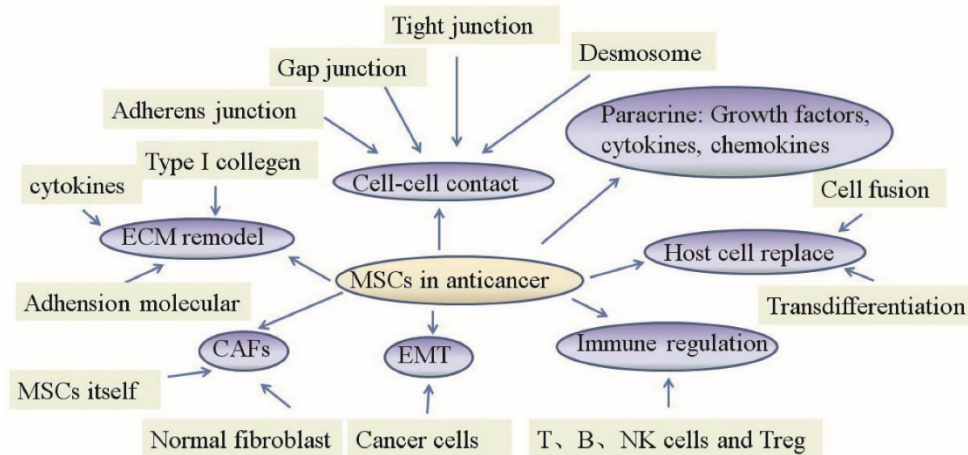 Tight junction
Desmosome
Gap junction
Adherens junction
Paracrine: Growth factors,
cytokines, chemokines
Type I collegen
cytokines
Cell-cell contact
Cell fusion
ECM remodel
Host cell replace
MSCs in anticancer
Adhension molecular
Transdifferentiation
CAFs
EMT
Immune regulation
MSCs itself
Normal fibroblast
Cancer cells
T、B、NK cells and Treg